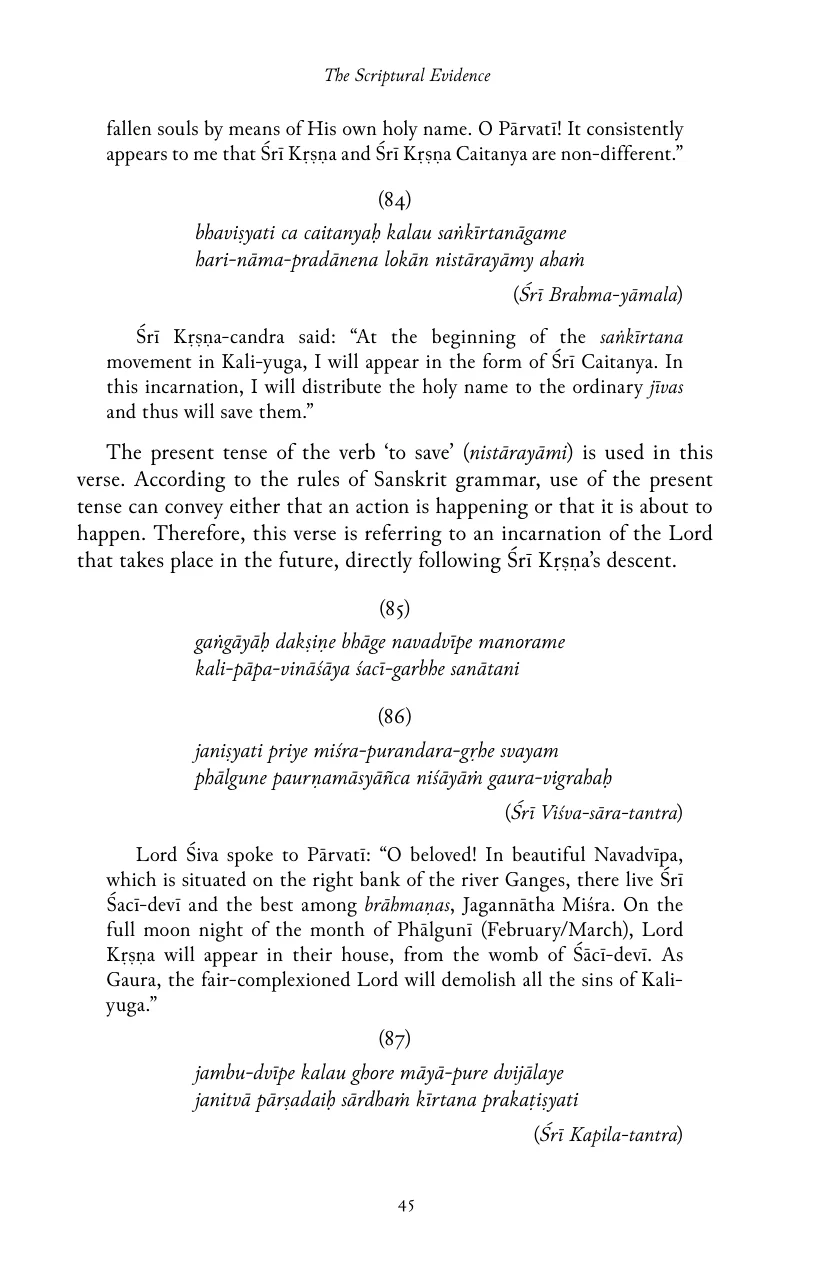 The Scriptural Evidence
fallen souls by means of His own holy name. O Pārvatī! It consistently
appears to me that Śrī Kṛṣṇa and Śrī Kṛṣṇa Caitanya are non-different.”
(84)
bhaviṣyati ca caitanyaḥ kalau saṅkīrtanāgame
hari-nāma-pradānena lokān nistārayāmy ahaṁ
(Śrī Brahma-yāmala)
Śrī Kṛṣṇa-candra said: “At the beginning of the saṅkīrtana
movement in Kali-yuga, I will appear in the form of Śrī Caitanya. In
this incarnation, I will distribute the holy name to the ordinary jīvas
and thus will save them.”
The present tense of the verb ‘to save’ (nistārayāmi) is used in this
verse. According to the rules of Sanskrit grammar, use of the present
tense can convey either that an action is happening or that it is about to
happen. Therefore, this verse is referring to an incarnation of the Lord
that takes place in the future, directly following Śrī Kṛṣṇa’s descent.
(85)
gaṅgāyāḥ dakṣiṇe bhāge navadvīpe manorame
kali-pāpa-vināśāya śacī-garbhe sanātani
(86)
janiṣyati priye miśra-purandara-gṛhe svayam
phālgune paurṇamāsyāñca niśāyāṁ gaura-vigrahaḥ
(Śrī Viśva-sāra-tantra)
Lord Śiva spoke to Pārvatī: “O beloved! In beautiful Navadvīpa,
which is situated on the right bank of the river Ganges, there live Śrī
Śacī-devī and the best among brāhmaṇas, Jagannātha Miśra. On the
full moon night of the month of Phālgunī (February/March), Lord
Kṛṣṇa will appear in their house, from the womb of Śācī-devī. As
Gaura, the fair-complexioned Lord will demolish all the sins of Kali-
yuga.”
(87)
jambu-dvīpe kalau ghore māyā-pure dvijālaye
janitvā pārṣadaiḥ sārdhaṁ kīrtana prakaṭiṣyati
(Śrī Kapila-tantra)
45